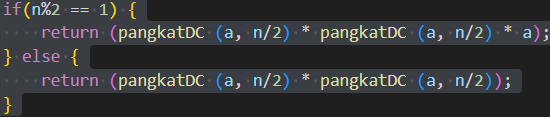 if(n%2 == 1) {
    return (pangkatDC (a, n/2) * pangkatDC (a, n/2) * a);
} else {
    return (pangkatDC (a, n/2) * pangkatDC (a, n/2));
}